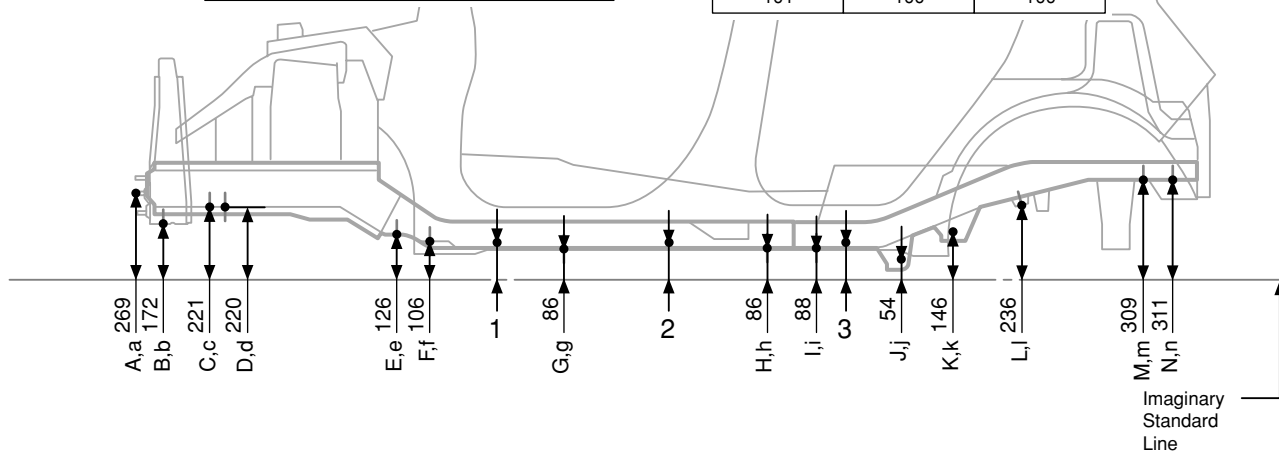 269
A,a
172
B,b
221
C,c
220
D,d
126
E,e
106
F,f
1
86
G,g
2
86
H,h
88
I,i
3
54
J,j
146
K,k
236
L,l
309
M,m
311
N,n
Imaginary
Standard
Line